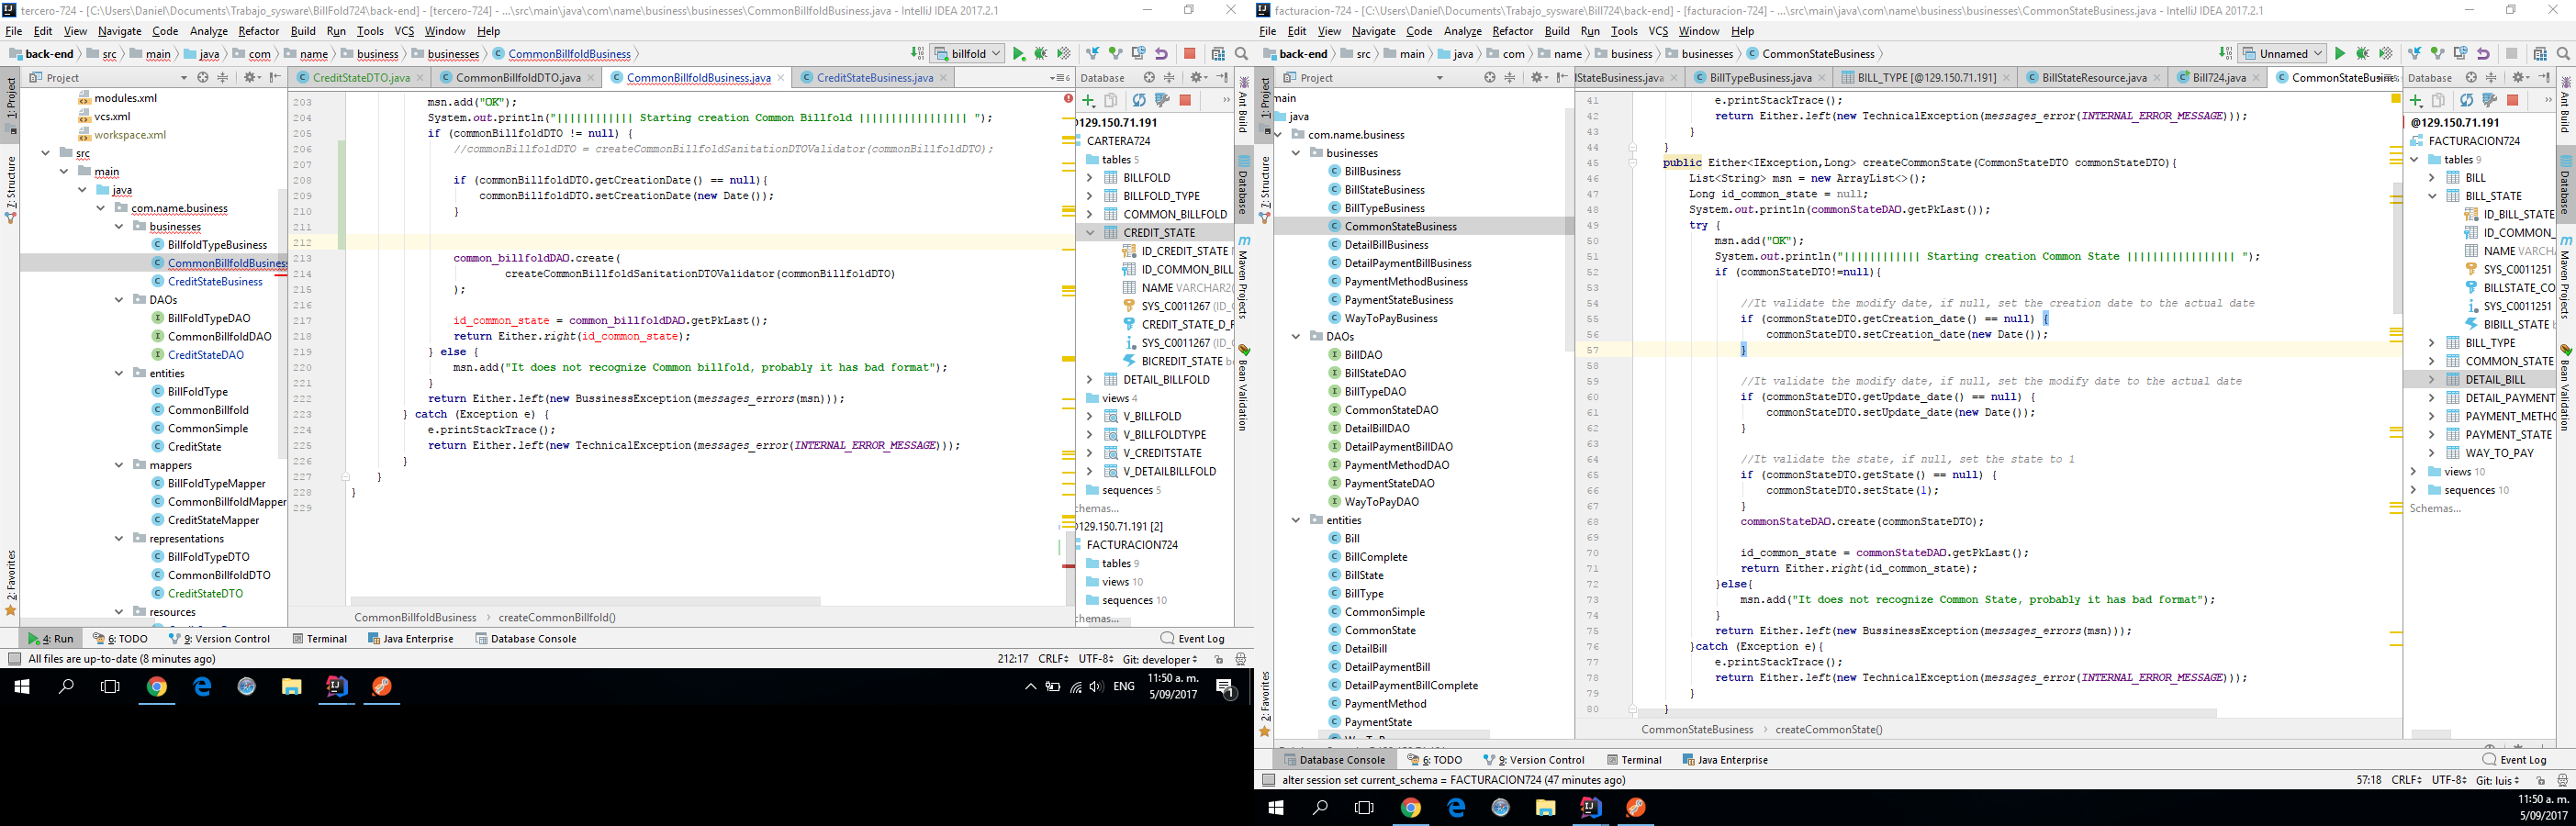 tercero-724 - [C:\Users\Daniel\Documents\Trabajo_sysware\BillFold724\back-end] - [tercero-724] - ...\src\main\java\com\name\business\businesses\CommonBillfoldBusiness.java - IntelliJ IDEA 2017.2.1
File Edit View Navigate Code Analyze Refactor Build Run Tools VCS Window Help
back-end src main java com name business businesses CommonBillfoldBusiness billfold
Project CreditStateDTO.java CommonBillfoldDTO.java CommonBillfoldBusiness.java CreditStateBusiness.java Database
1: Project
7: Structure
2: Favorites
modules.xml
vcs.xml
workspace.xml
src
main
java
com.name.business
businesses
BillfoldTypeBusiness
CommonBillfoldBusiness
CreditStateBusiness
DAOs
BillFoldTypeDAO
CommonBillfoldDAO
CreditStateDAO
entities
BillFoldType
CommonBillfold
CommonSimple
CreditState
mappers
BillFoldTypeMapper
CommonBillfoldMapper
CreditStateMapper
representations
BillFoldTypeDTO
CommonBillfoldDTO
CreditStateDTO
resources
203 msn.add("OK");
204 System.out.println("|||||||||||| Starting creation Common Billfold ||||||||||||||||| ");
205 if (commonBillfoldDTO != null) {
206 //commonBillfoldDTO = createCommonBillfoldSanitationDTOValidator(commonBillfoldDTO);
207
208 if (commonBillfoldDTO.getCreationDate() == null){
209 commonBillfoldDTO.setCreationDate(new Date());
210 }
211
212
213 common_billfoldDAO.create(
214 createCommonBillfoldSanitationDTOValidator(commonBillfoldDTO)
215 );
216
217 id_common_state = common_billfoldDAO.getPkLast();
218 return Either.right(id_common_state);
219 } else {
220 msn.add("It does not recognize Common billfold, probably it has bad format");
221 }
222 return Either.left(new BussinessException(messages_errors(msn)));
223 } catch (Exception e) {
224 e.printStackTrace();
225 return Either.left(new TechnicalException(messages_error(INTERNAL_ERROR_MESSAGE)));
226 }
227 }
228 }
229
CommonBillfoldBusiness createCommonBillfold()
129.150.71.191
CARTERA724
tables 5
BILLFOLD
BILLFOLD_TYPE
COMMON_BILLFOLD
CREDIT_STATE
ID_CREDIT_STATE
ID_COMMON_BILL
NAME VARCHAR2(
SYS_C0011267 (ID_
CREDIT_STATE_D_F
SYS_C0011267 (ID_
BICREDIT_STATE
DETAIL_BILLFOLD
views 4
V_BILLFOLD
V_BILLFOLDTYPE
V_CREDITSTATE
V_DETAILBILLFOLD
sequences 5
chemas...
129.150.71.191 [2]
FACTURACION724
tables 9
views 10
sequences 10
chemas...
Ant Build
Database
Maven Projects
Bean Validation
4: Run 6: TODO 9: Version Control Terminal Java Enterprise Database Console Event Log
All files are up-to-date (8 minutes ago) 212:17 CRLF UTF-8 Git: developer
ENG 11:50 a. m.
5/09/2017
facturacion-724 - [C:\Users\Daniel\Documents\Trabajo_sysware\Bill724\back-end] - [facturacion-724] - ...\src\main\java\com\name\business\businesses\CommonStateBusiness.java - IntelliJ IDEA 2017.2.1
File Edit View Navigate Code Analyze Refactor Build Run Tools VCS Window Help
back-end src main java com name business businesses CommonStateBusiness Unnamed
Project lStateBusiness.java BillTypeBusiness.java BILL_TYPE [@129.150.71.191] BillStateResource.java Bill724.java CommonStateBusiness Database
1: Project
7: Structure
2: Favorites
main
java
com.name.business
businesses
BillBusiness
BillStateBusiness
BillTypeBusiness
CommonStateBusiness
DetailBillBusiness
DetailPaymentBillBusiness
PaymentMethodBusiness
PaymentStateBusiness
WayToPayBusiness
DAOs
BillDAO
BillStateDAO
BillTypeDAO
CommonStateDAO
DetailBillDAO
DetailPaymentBillDAO
PaymentMethodDAO
PaymentStateDAO
WayToPayDAO
entities
Bill
BillComplete
BillState
BillType
CommonSimple
CommonState
DetailBill
DetailPaymentBill
DetailPaymentBillComplete
PaymentMethod
PaymentState
41 e.printStackTrace();
42 return Either.left(new TechnicalException(messages_error(INTERNAL_ERROR_MESSAGE)));
43 }
44 }
45 public Either<IException,Long> createCommonState(CommonStateDTO commonStateDTO){
46 List<String> msn = new ArrayList<>();
47 Long id_common_state = null;
48 System.out.println(commonStateDAO.getPkLast());
49 try {
50 msn.add("OK");
51 System.out.println("|||||||||||| Starting creation Common State ||||||||||||||||| ");
52 if (commonStateDTO!=null){
53
54 //It validate the modify date, if null, set the creation date to the actual date
55 if (commonStateDTO.getCreation_date() == null) {
56 commonStateDTO.setCreation_date(new Date());
57 }
58
59 //It validate the modify date, if null, set the modify date to the actual date
60 if (commonStateDTO.getUpdate_date() == null) {
61 commonStateDTO.setUpdate_date(new Date());
62 }
63
64 //It validate the state, if null, set the state to 1
65 if (commonStateDTO.getState() == null) {
66 commonStateDTO.setState(1);
67 }
68 commonStateDAO.create(commonStateDTO);
69
70 id_common_state = commonStateDAO.getPkLast();
71 return Either.right(id_common_state);
72 }else{
73 msn.add("It does not recognize Common State, probably it has bad format");
74 }
75 return Either.left(new BussinessException(messages_errors(msn)));
76 }catch (Exception e){
77 e.printStackTrace();
78 return Either.left(new TechnicalException(messages_error(INTERNAL_ERROR_MESSAGE)));
79 }
80 }
CommonStateBusiness createCommonState()
@129.150.71.191
FACTURACION724
tables 9
BILL
BILL_STATE
ID_BILL_STATE
ID_COMMON_
NAME VARCH
SYS_C0011251
BILLSTATE_CO
SYS_C0011251
BIBILL_STATE
BILL_TYPE
COMMON_STATE
DETAIL_BILL
DETAIL_PAYMENT
PAYMENT_METHO
PAYMENT_STATE
WAY_TO_PAY
views 10
sequences 10
Schemas...
Ant Build
Database
Maven Projects
Bean Validation
Database Console 6: TODO 9: Version Control Terminal Java Enterprise Event Log
alter session set current_schema = FACTURACION724 (47 minutes ago) 57:18 CRLF UTF-8 Git: luis
11:50 a. m.
5/09/2017